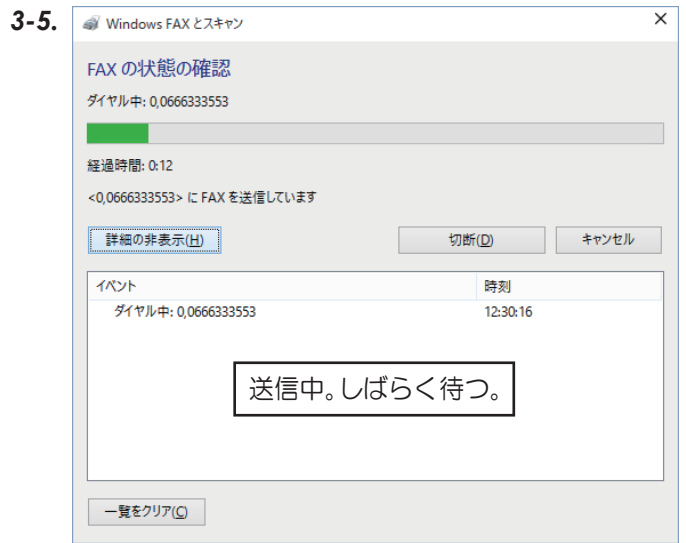 3-5.
Windows FAX とスキャン
FAX の状態の確認
ダイヤル中: 0,0666333553
経過時間: 0:12
<0,0666333553> に FAX を送信しています
詳細の非表示(H) 切断(D) キャンセル
イベント 時刻
ダイヤル中: 0,0666333553 12:30:16
送信中。しばらく待つ。
一覧をクリア(C)